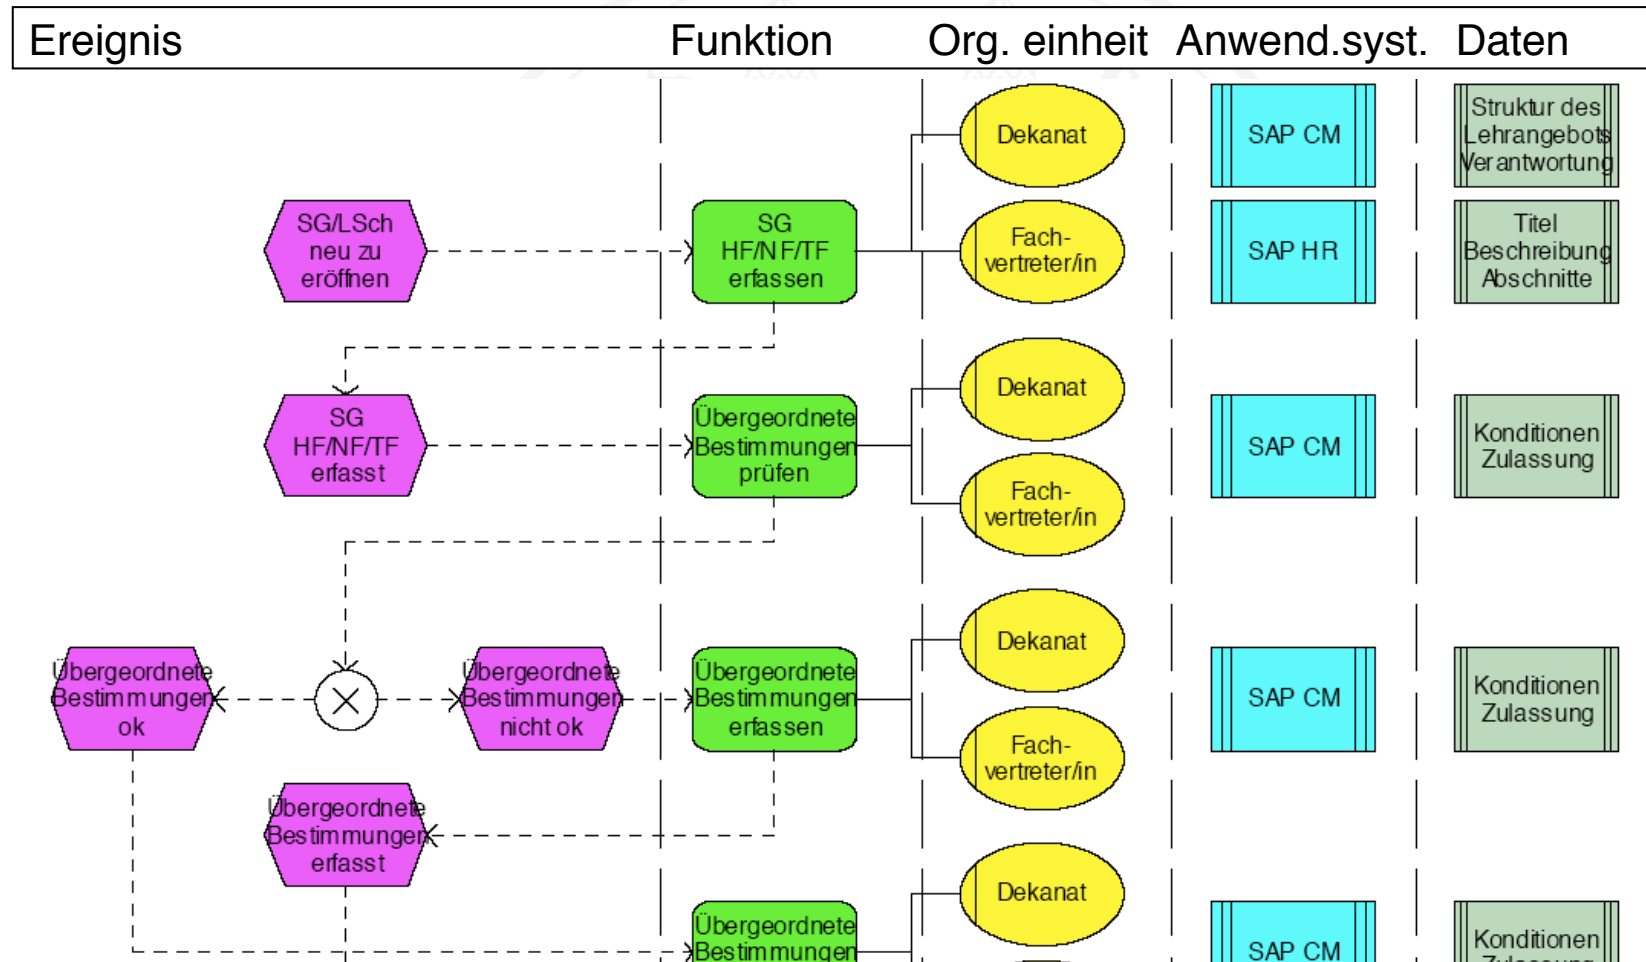 Ereignis
Funktion
Org. einheit
Anwend.syst.
Daten
Dekanat
SAP CM
Struktur des
Lehrangebots
Verantwortung
SG/LSch
neu zu
eröffnen
SG
HF/NF/TF
erfassen
Fach-
vertreter/in
SAP HR
Titel
Beschreibung
Abschnitte
Dekanat
SG
HF/NF/TF
erfasst
Übergeordnete
Bestimmungen
prüfen
SAP CM
Konditionen
Zulassung
Fach-
vertreter/in
Dekanat
Übergeordnete
Bestimmungen
ok
Übergeordnete
Bestimmungen
nicht ok
Übergeordnete
Bestimmungen
erfassen
SAP CM
Konditionen
Zulassung
Fach-
vertreter/in
Übergeordnete
Bestimmungen
erfasst
Dekanat
Übergeordnete
Bestimmungen
SAP CM
Konditionen